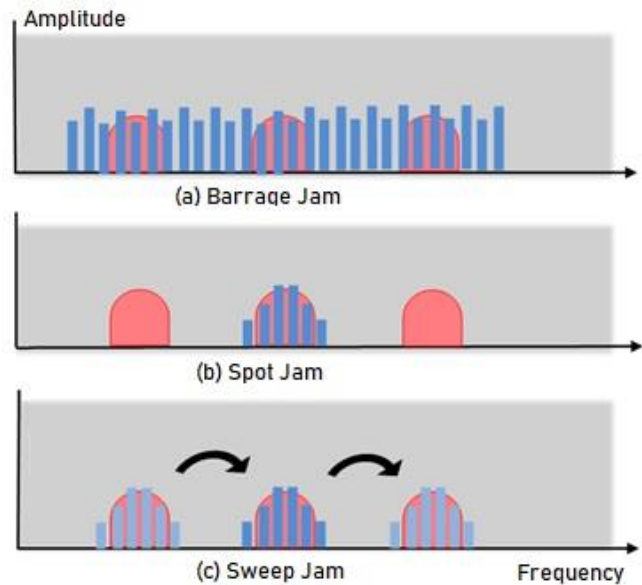 Amplitude
(a) Barrage Jam
(b) Spot Jam
(c) Sweep Jam
Frequency